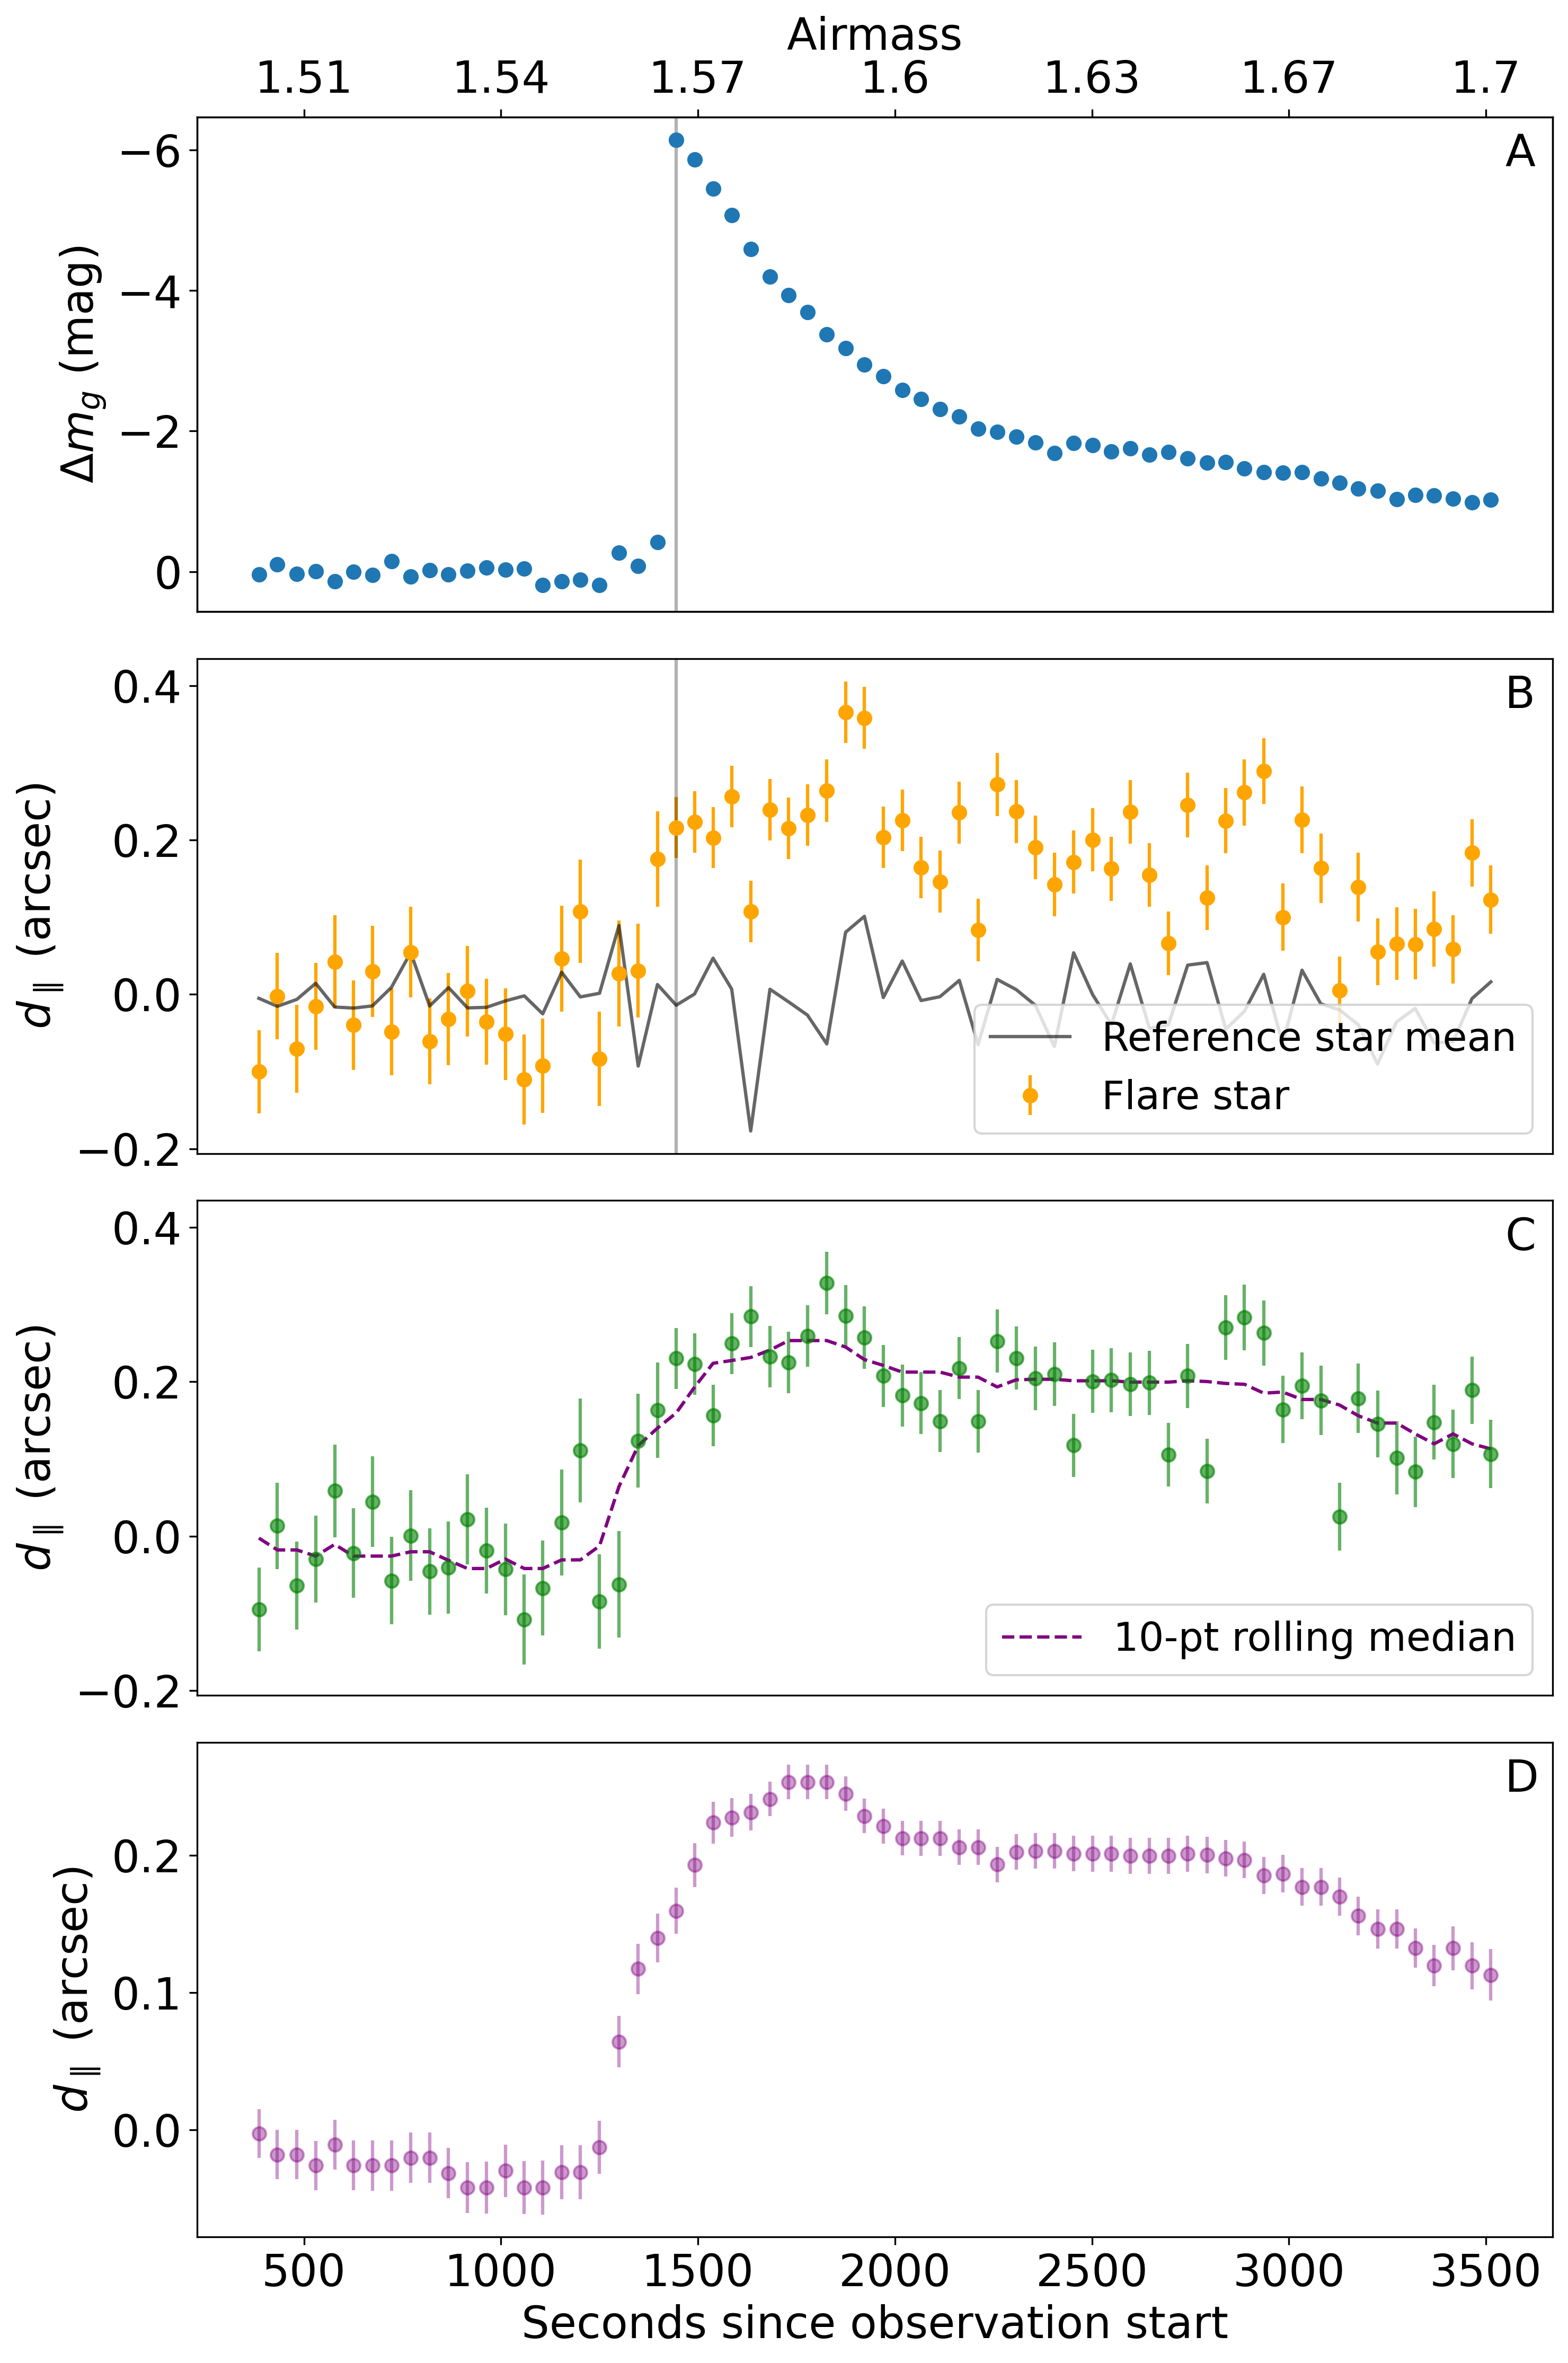 Airmass
1.51 1.54 1.57 1.6 1.63 1.67 1.7
A
−6
−4
−2
0
Δm_g (mag)
B
0.4
0.2
0.0
−0.2
d_∥ (arcsec)
Reference star mean
Flare star
C
0.4
0.2
0.0
−0.2
d_∥ (arcsec)
10-pt rolling median
D
0.2
0.1
0.0
d_∥ (arcsec)
500 1000 1500 2000 2500 3000 3500
Seconds since observation start